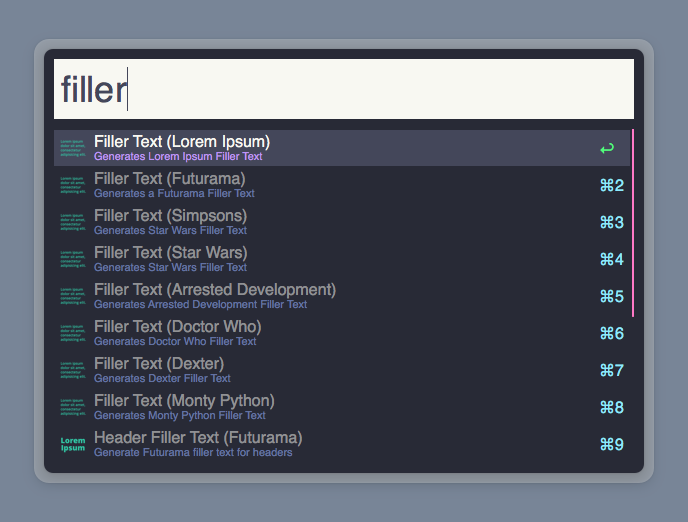 filler
Filler Text (Lorem Ipsum)
Generates Lorem Ipsum Filler Text
Filler Text (Futurama)
Generates a Futurama Filler Text
⌘2
Filler Text (Simpsons)
Generates Star Wars Filler Text
⌘3
Filler Text (Star Wars)
Generates Star Wars Filler Text
⌘4
Filler Text (Arrested Development)
Generates Arrested Development Filler Text
⌘5
Filler Text (Doctor Who)
Generates Doctor Who Filler Text
⌘6
Filler Text (Dexter)
Generates Dexter Filler Text
⌘7
Filler Text (Monty Python)
Generates Monty Python Filler Text
⌘8
Lorem
Ipsum
Header Filler Text (Futurama)
Generate Futurama filler text for headers
⌘9